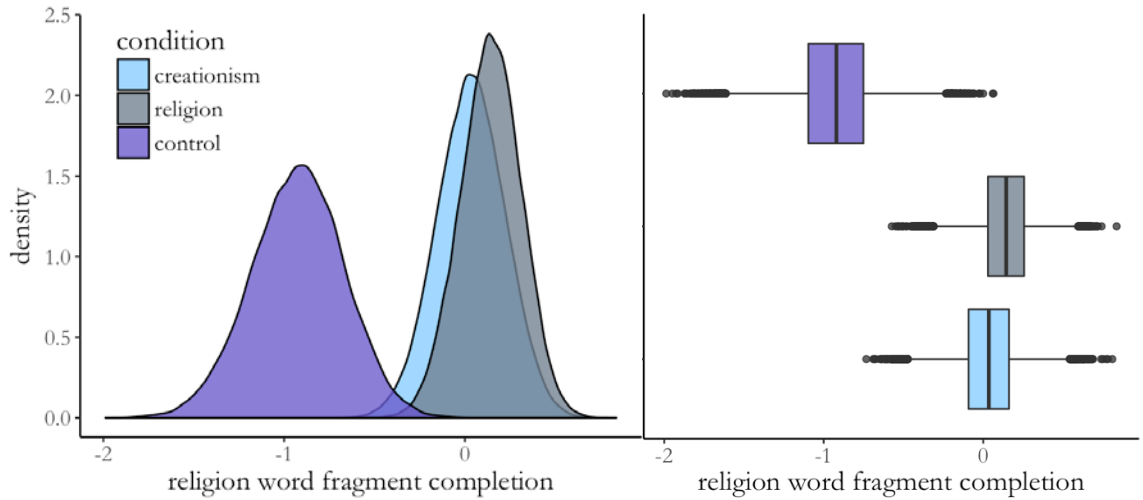 2.5
condition
creationism
religion
control
2.0
1.5
1.0
0.5
0.0
density
-2 -1 0
religion word fragment completion
-2 -1 0
religion word fragment completion